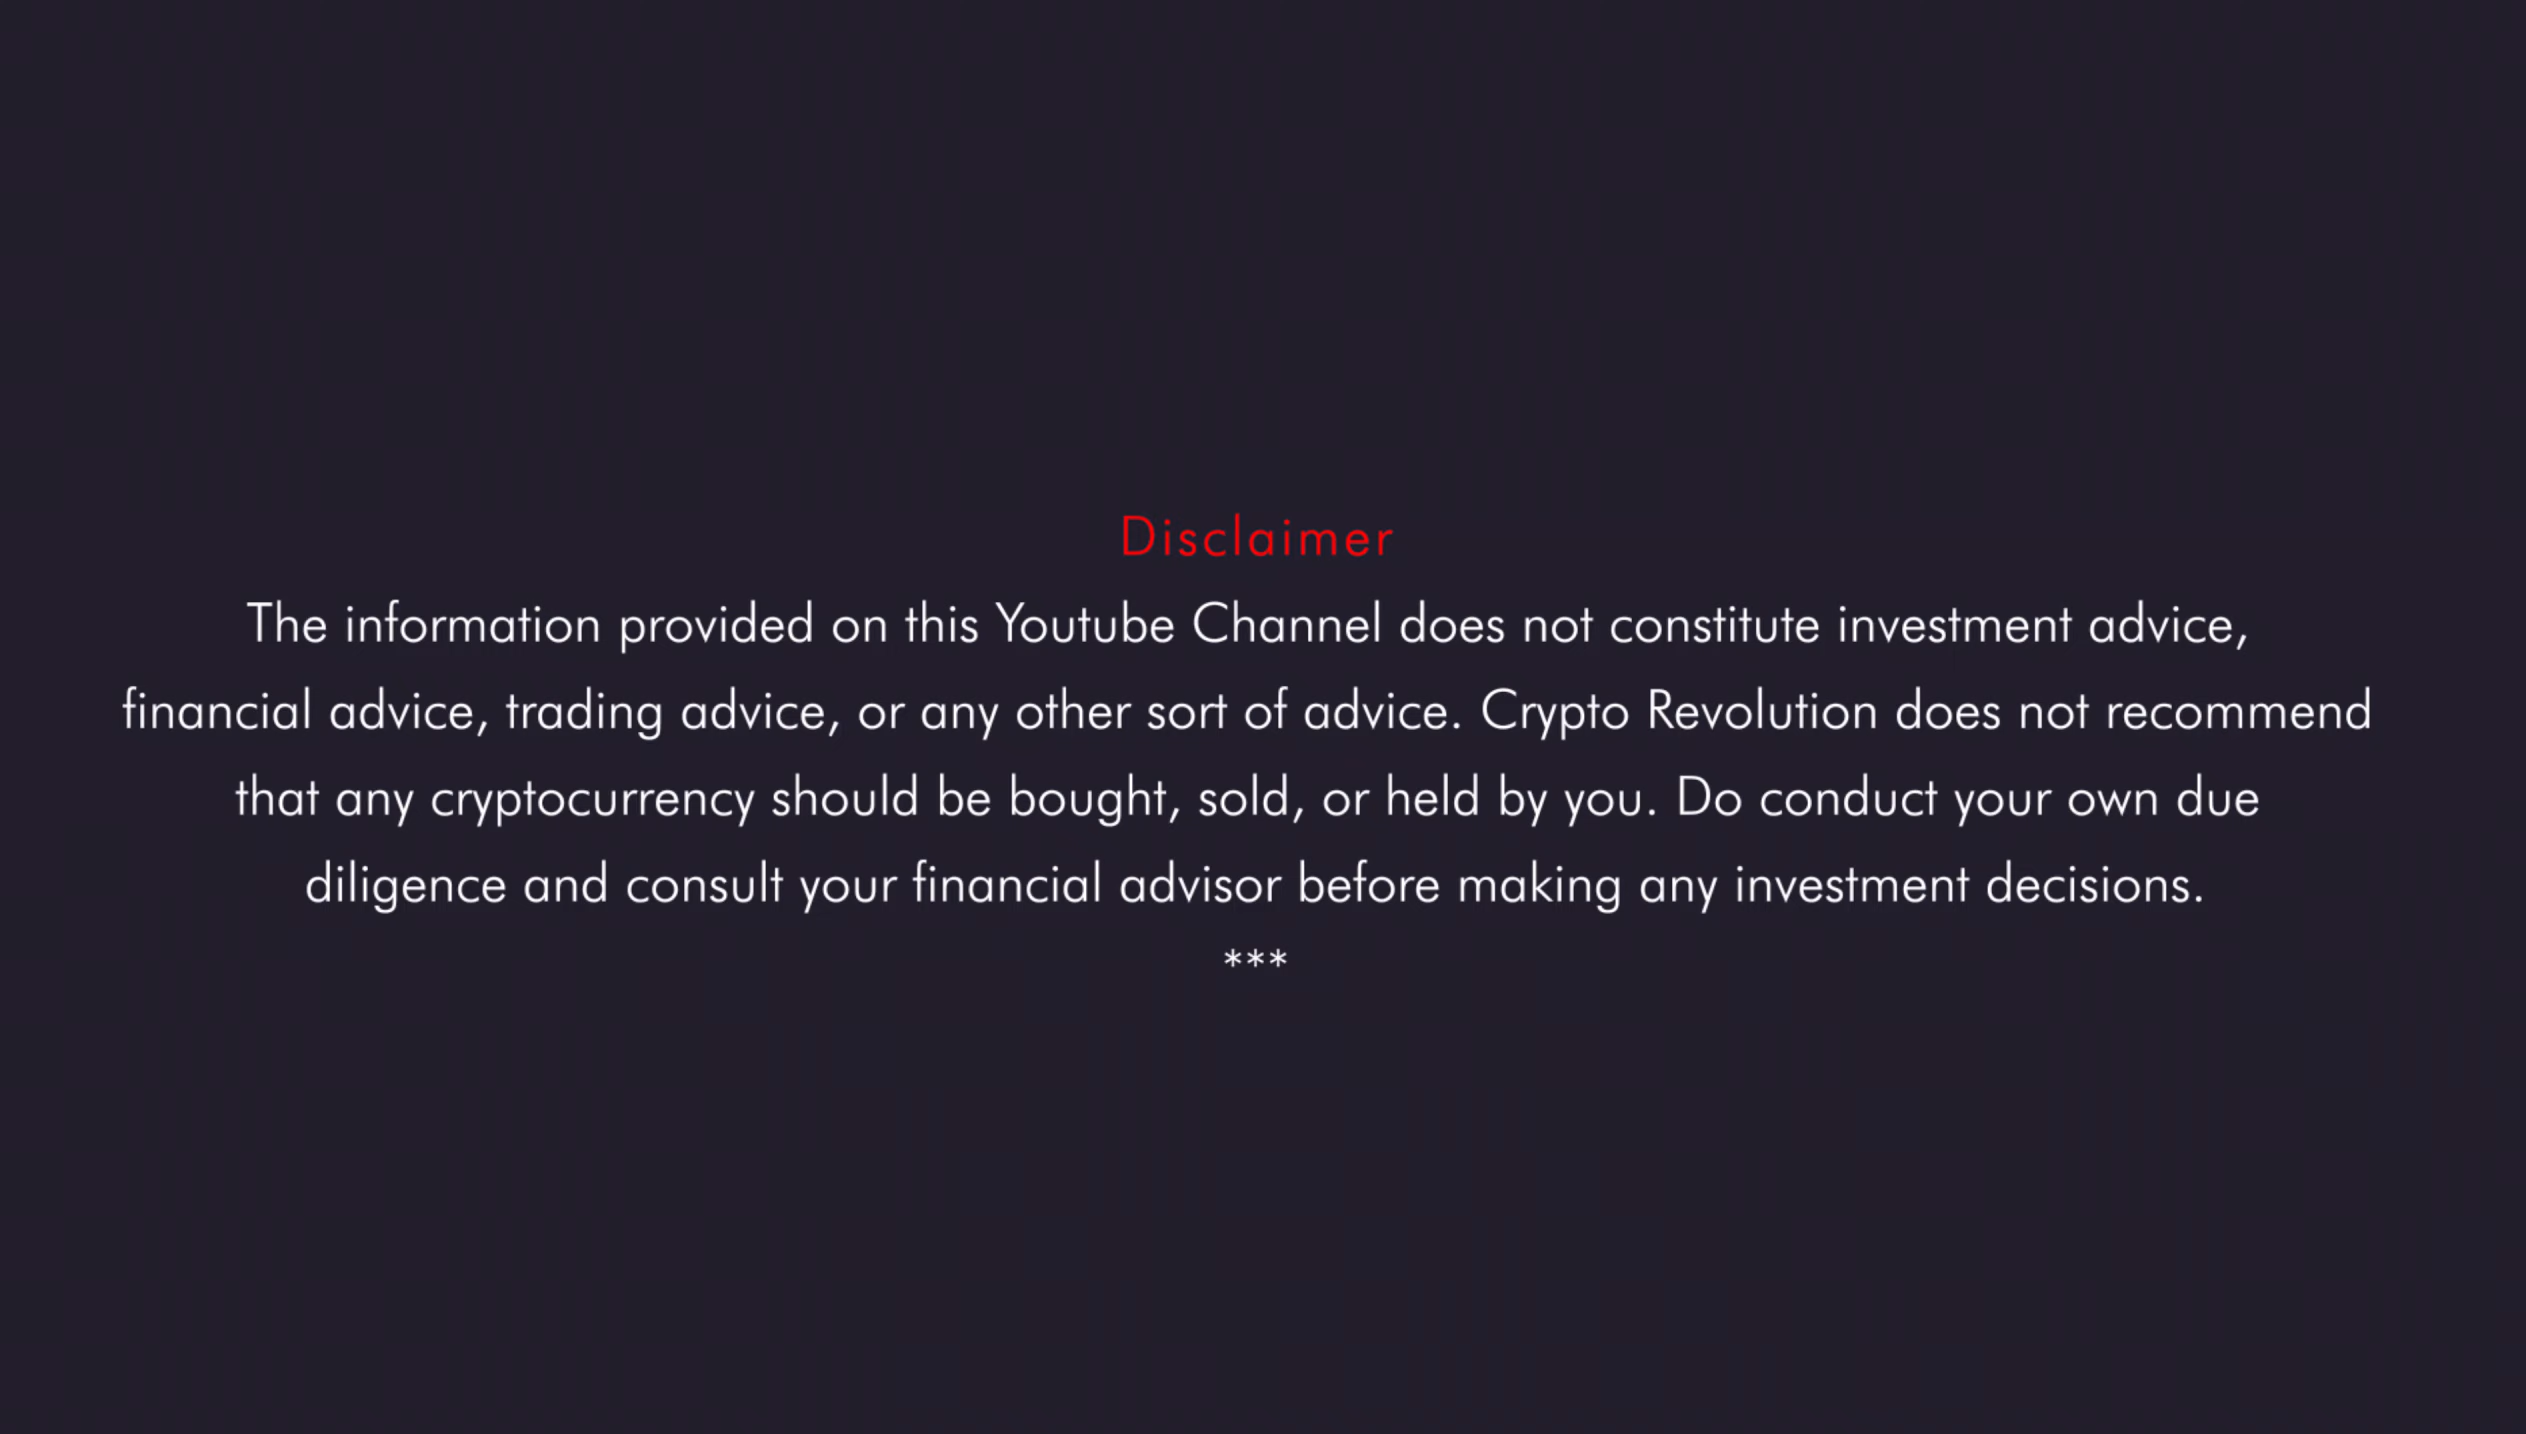 Disclaimer
The information provided on this Youtube Channel does not constitute investment advice,
financial advice, trading advice, or any other sort of advice. Crypto Revolution does not recommend
that any cryptocurrency should be bought, sold, or held by you. Do conduct your own due
diligence and consult your financial advisor before making any investment decisions.
***